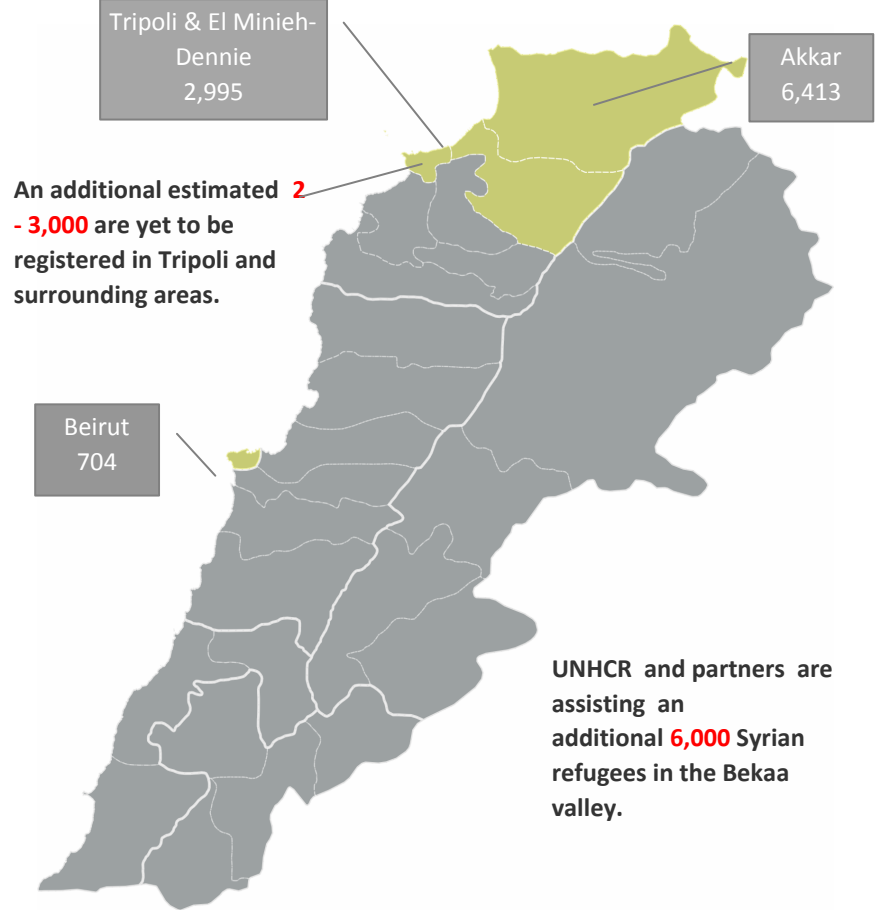 Tripoli & El Minieh-
Dennie
2,995
Akkar
6,413
An additional estimated 2
- 3,000 are yet to be
registered in Tripoli and
surrounding areas.
Beirut
704
UNHCR and partners are
assisting an
additional 6,000 Syrian
refugees in the Bekaa
valley.